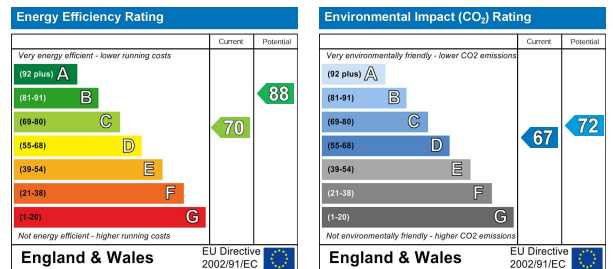 Energy Efficiency Rating
Current Potential
Very energy efficient - lower running costs
(92 plus) A
(81-91) B
88
(69-80) C
70
(55-68) D
(39-54) E
(21-38) F
(1-20) G
Not energy efficient - higher running costs
England & Wales
EU Directive
2002/91/EC
Environmental Impact (CO₂) Rating
Current Potential
Very environmentally friendly - lower CO2 emissions
(92 plus) A
(81-91) B
(69-80) C
72
(55-68) D
67
(39-54) E
(21-38) F
(1-20) G
Not environmentally friendly - higher CO2 emissions
England & Wales
EU Directive
2002/91/EC